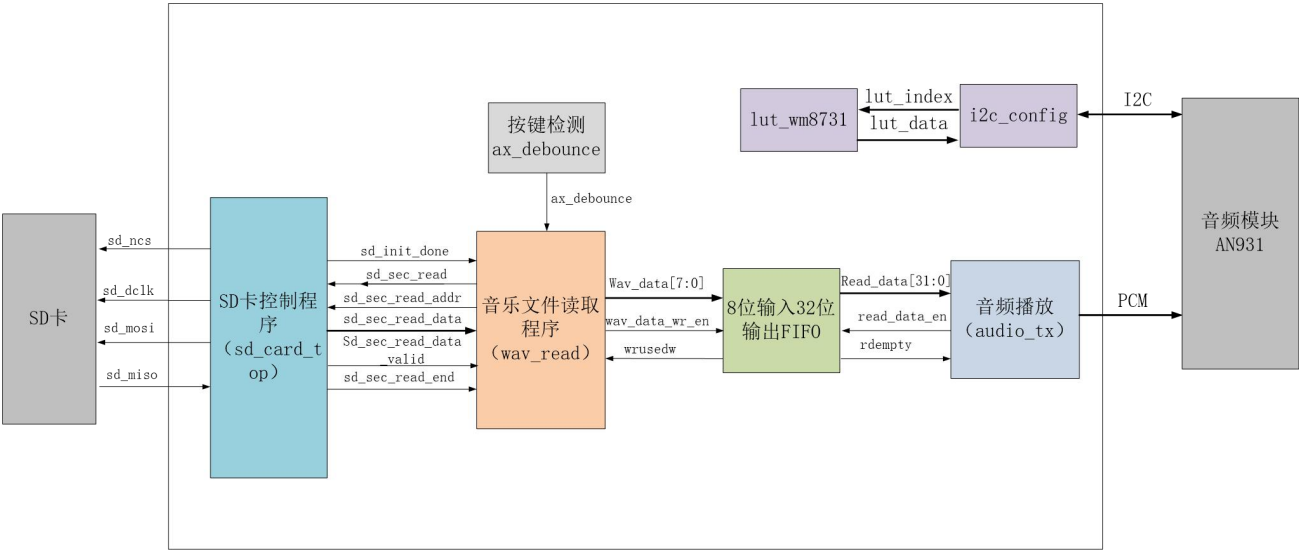 lut_index
lut_wm8731
lut_data
i2c_config
I2C
按键检测
ax_debounce
ax_debounce
音频模块
AN931
SD卡
sd_ncs
sd_dclk
sd_mosi
sd_miso
SD卡控制程
序
（sd_card_t
op）
sd_init_done
sd_sec_read
sd_sec_read_addr
sd_sec_read_data
Sd_sec_read_data
_valid
sd_sec_read_end
音乐文件读取
程序
（wav_read）
Wav_data[7:0]
wav_data_wr_en
wrusedw
8位输入32位
输出FIFO
Read_data[31:0]
read_data_en
rdempty
音频播放
（audio_tx）
PCM